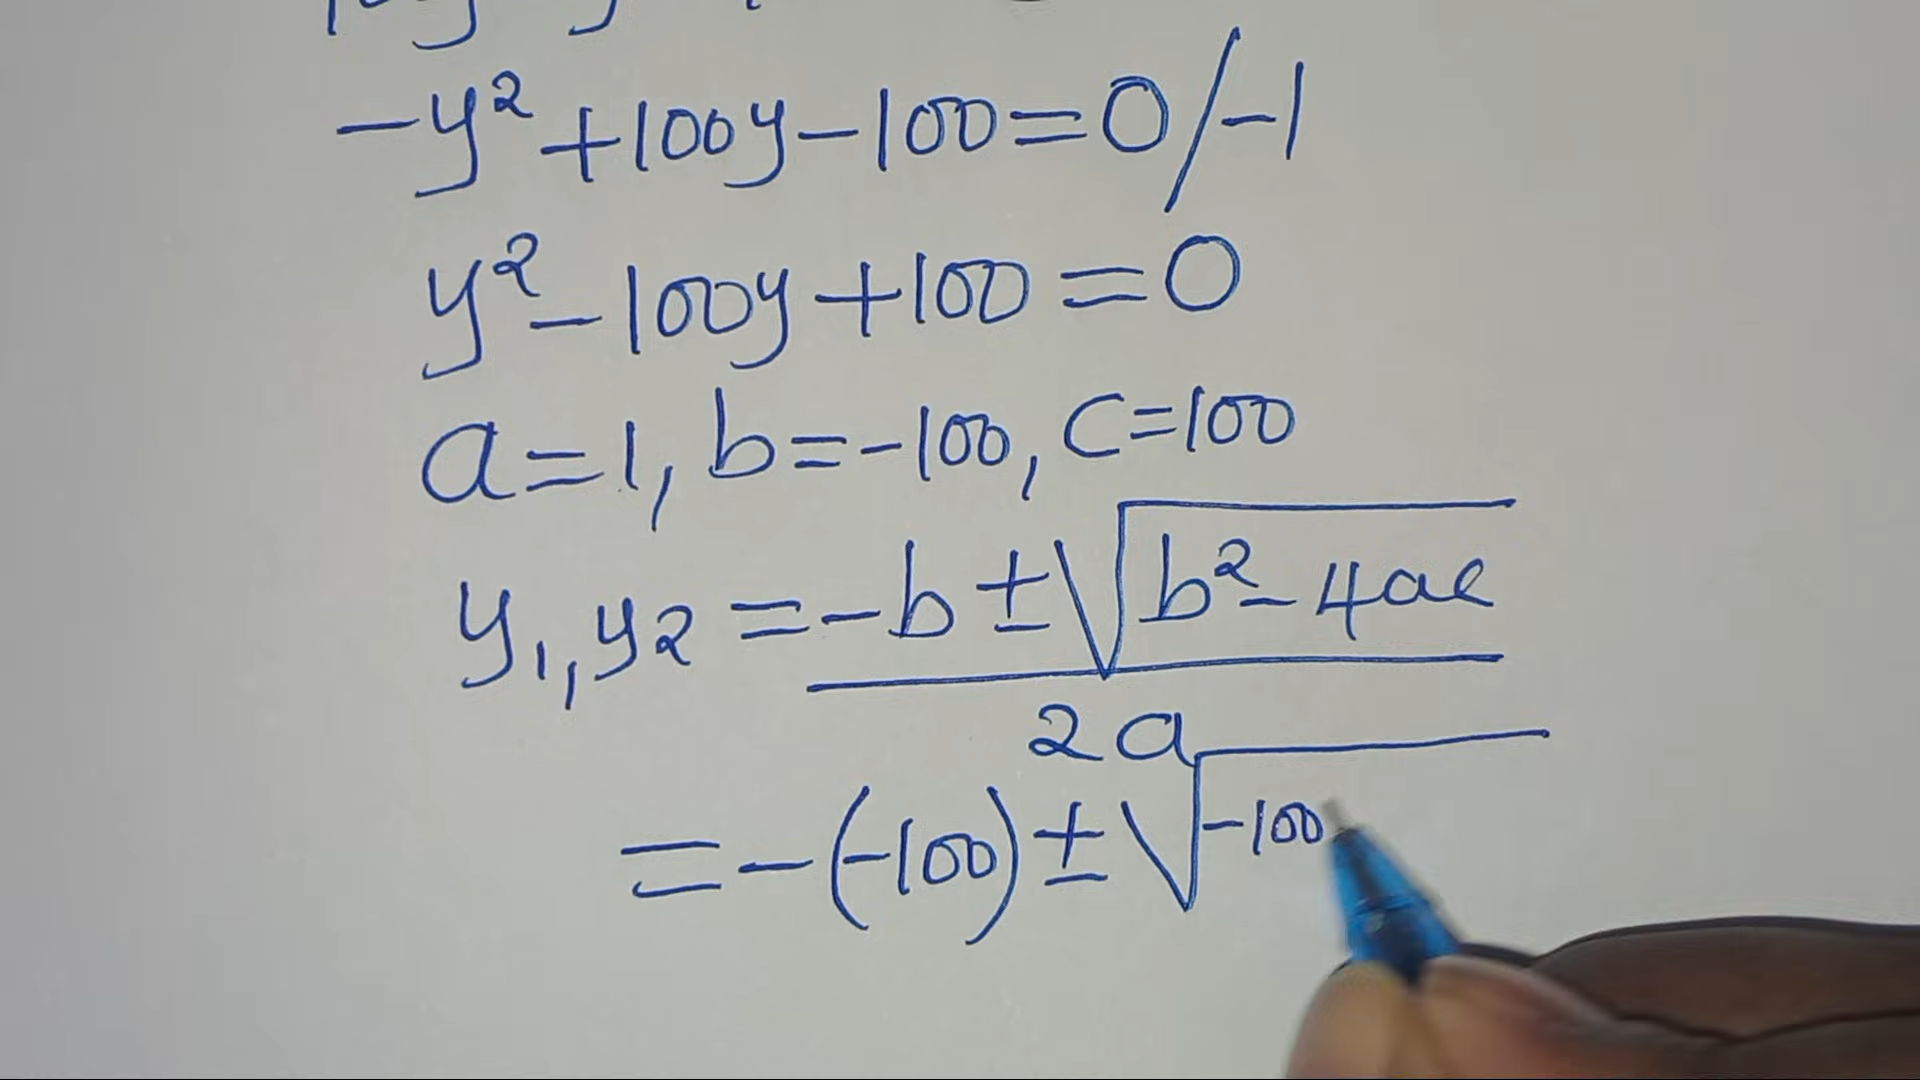 -y² +100y-100=0/-1
y²-100y+100=0
a=1, b=-100, c=100
y₁,y₂ = -b±√b²-4ac
2a
=-(-100)±√-100